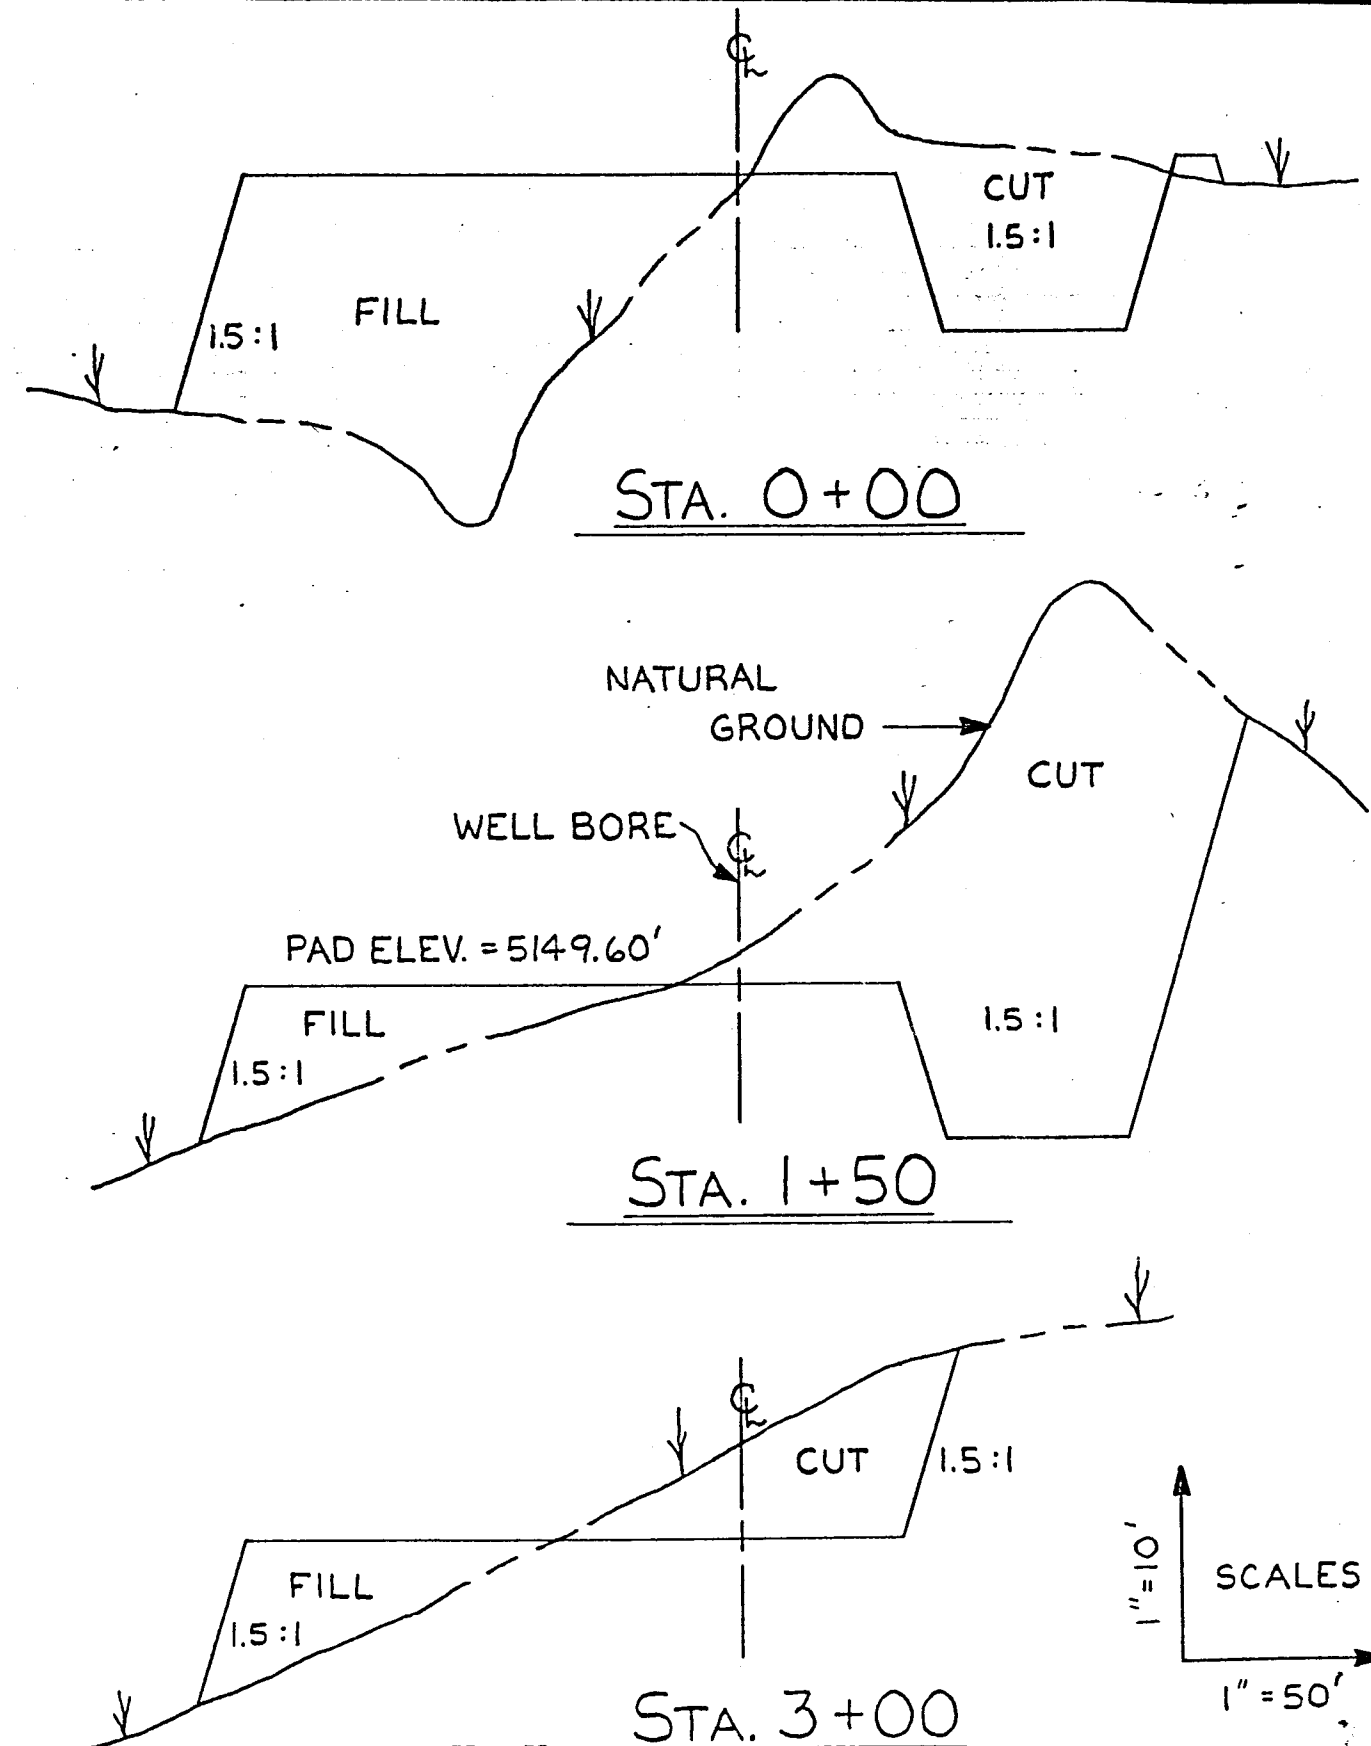 ℄
CUT
1.5:1
FILL
1.5:1
STA. 0+00
NATURAL
GROUND
CUT
WELL BORE
℄
PAD ELEV. = 5149.60'
FILL
1.5:1
1.5:1
STA. 1+50
℄
CUT
1.5:1
FILL
1.5:1
1" = 10'
SCALES
1" = 50'
STA. 3+00